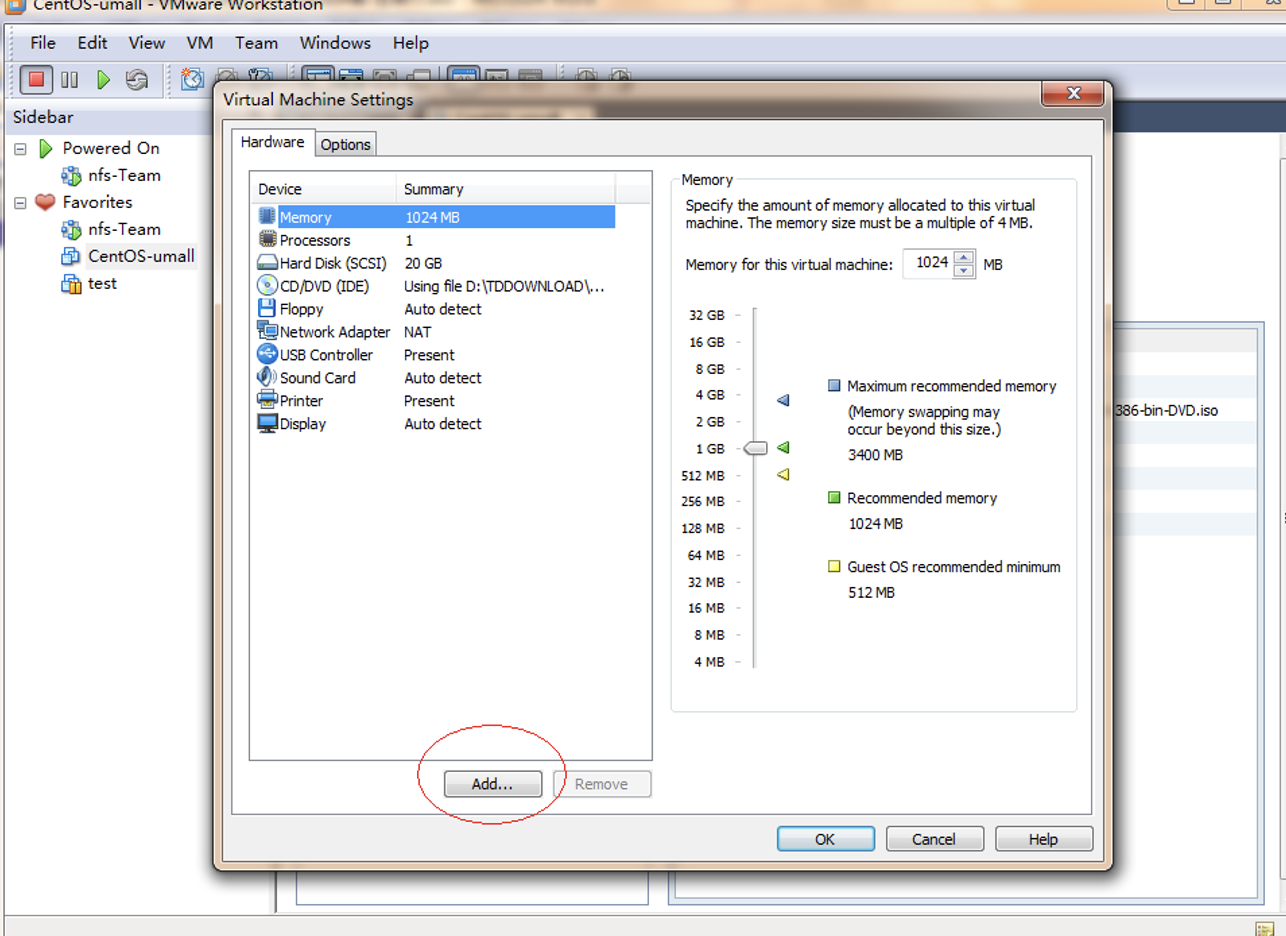 CentOS-umall - VMware Workstation
File Edit View VM Team Windows Help
Sidebar
Powered On
nfs-Team
Favorites
nfs-Team
CentOS-umall
test
386-bin-DVD.iso
Virtual Machine Settings
Hardware Options
Device Summary
Memory 1024 MB
Processors 1
Hard Disk (SCSI) 20 GB
CD/DVD (IDE) Using file D:\TDDOWNLOAD\...
Floppy Auto detect
Network Adapter NAT
USB Controller Present
Sound Card Auto detect
Printer Present
Display Auto detect
Add... Remove
Memory
Specify the amount of memory allocated to this virtual
machine. The memory size must be a multiple of 4 MB.
Memory for this virtual machine: 1024 MB
32 GB
16 GB
8 GB
4 GB
2 GB
1 GB
512 MB
256 MB
128 MB
64 MB
32 MB
16 MB
8 MB
4 MB
Maximum recommended memory
(Memory swapping may
occur beyond this size.)
3400 MB
Recommended memory
1024 MB
Guest OS recommended minimum
512 MB
OK Cancel Help